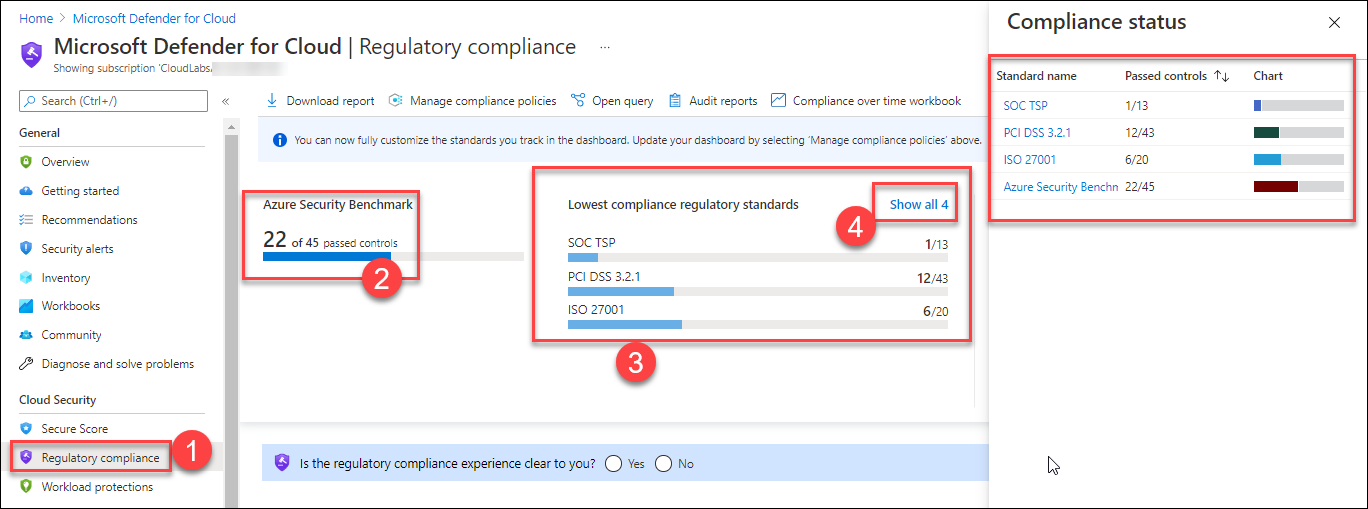 Home > Microsoft Defender for Cloud
Microsoft Defender for Cloud | Regulatory compliance ...
Showing subscription 'CloudLabs
Search (Ctrl+/)
«
General
Overview
Getting started
Recommendations
Security alerts
Inventory
Workbooks
Community
Diagnose and solve problems
Cloud Security
Secure Score
Regulatory compliance
1
Workload protections
Download report Manage compliance policies Open query Audit reports Compliance over time workbook
You can now fully customize the standards you track in the dashboard. Update your dashboard by selecting 'Manage compliance policies' above.
Azure Security Benchmark
22 of 45 passed controls
2
Lowest compliance regulatory standards
Show all 4
4
SOC TSP 1/13
PCI DSS 3.2.1 12/43
ISO 27001 6/20
3
Is the regulatory compliance experience clear to you? Yes No
Compliance status
Standard name Passed controls ↑↓ Chart
SOC TSP 1/13
PCI DSS 3.2.1 12/43
ISO 27001 6/20
Azure Security Benchn 22/45